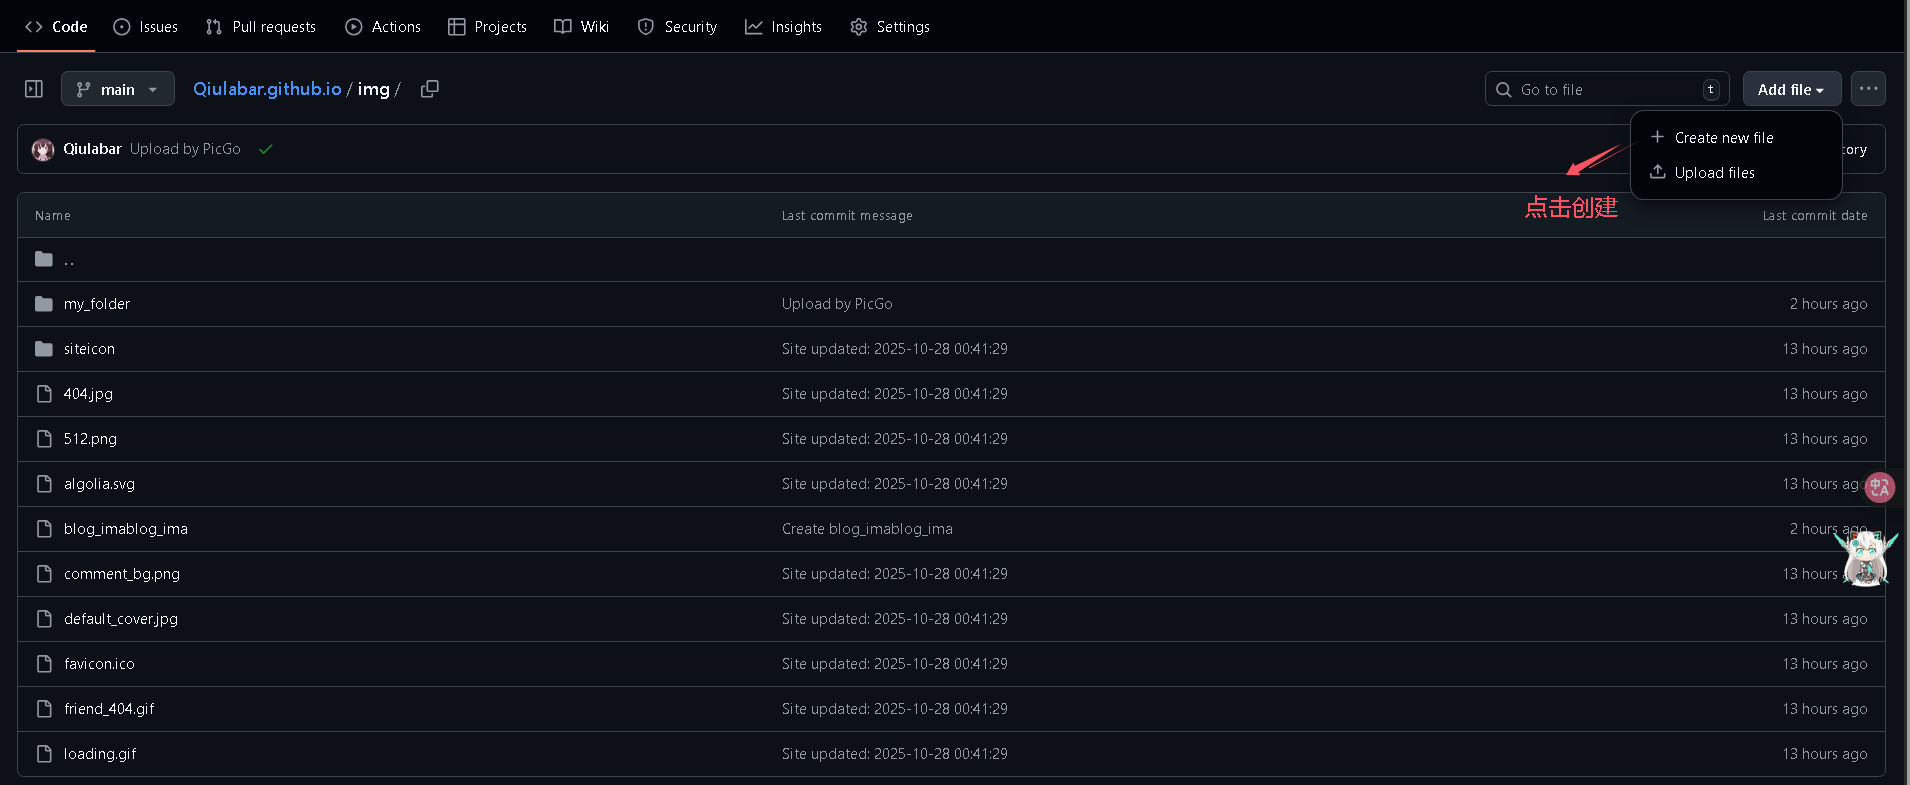 Code Issues Pull requests Actions Projects Wiki Security Insights Settings
main Qiulabar.github.io / img / Go to file t Add file
Create new file
Qiulabar Upload by PicGo
Upload files
点击创建
Name Last commit message Last commit date
..
my_folder Upload by PicGo 2 hours ago
siteicon Site updated: 2025-10-28 00:41:29 13 hours ago
404.jpg Site updated: 2025-10-28 00:41:29 13 hours ago
512.png Site updated: 2025-10-28 00:41:29 13 hours ago
algolia.svg Site updated: 2025-10-28 00:41:29 13 hours ago
blog_imablog_ima Create blog_imablog_ima 2 hours ago
comment_bg.png Site updated: 2025-10-28 00:41:29 13 hours
default_cover.jpg Site updated: 2025-10-28 00:41:29 13 hours ago
favicon.ico Site updated: 2025-10-28 00:41:29 13 hours ago
friend_404.gif Site updated: 2025-10-28 00:41:29 13 hours ago
loading.gif Site updated: 2025-10-28 00:41:29 13 hours ago